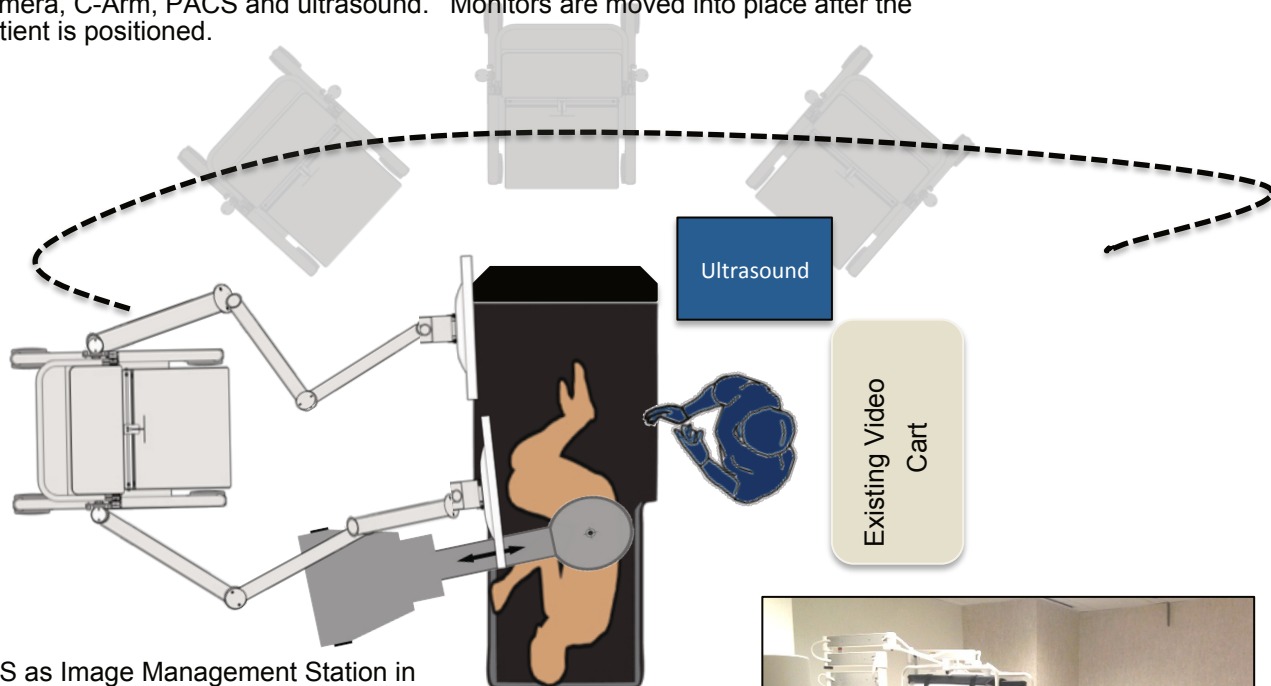 mera, C-Arm, PACS and ultrasound. Monitors are moved into place after the
tient is positioned.
Ultrasound
Existing Video
Cart
S as Image Management Station in